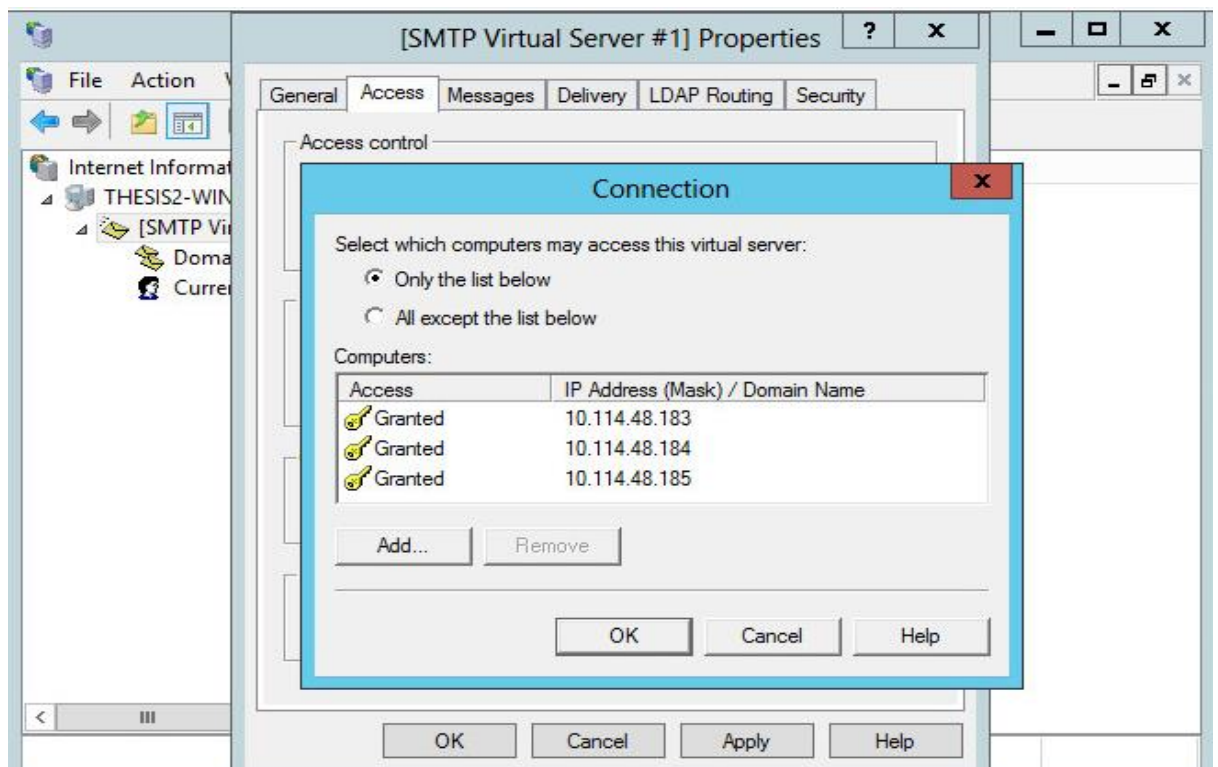 [SMTP Virtual Server #1] Properties ? x
File Action
General Access Messages Delivery LDAP Routing Security
Access control
Internet Informat
THESIS2-WIN
[SMTP Vir
Doma
Curre
Connection x
Select which computers may access this virtual server:
Only the list below
All except the list below
Computers:
Access IP Address (Mask) / Domain Name
Granted 10.114.48.183
Granted 10.114.48.184
Granted 10.114.48.185
Add... Remove
OK Cancel Help
OK Cancel Apply Help